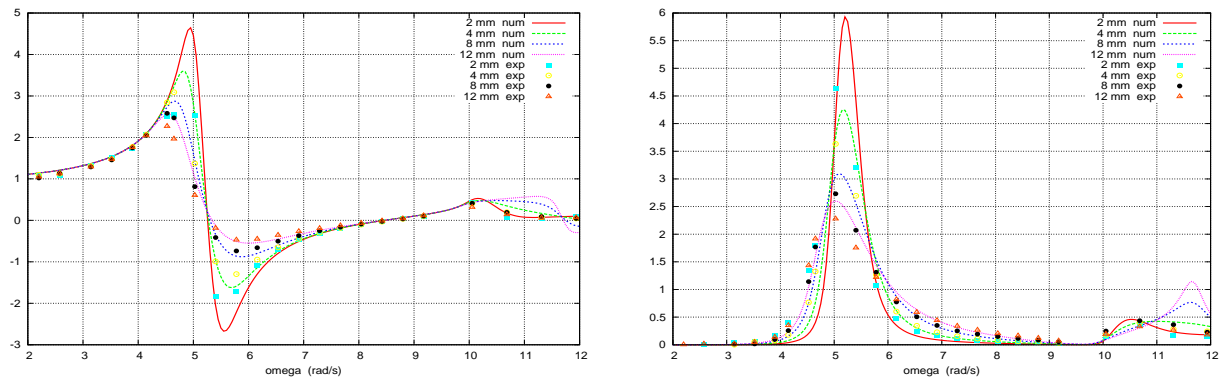 5
4
3
2
1
0
-1
-2
-3
2 3 4 5 6 7 8 9 10 11 12
omega (rad/s)
2 mm num
4 mm num
8 mm num
12 mm num
2 mm exp
4 mm exp
8 mm exp
12 mm exp
6
5.5
5
4.5
4
3.5
3
2.5
2
1.5
1
0.5
0
2 3 4 5 6 7 8 9 10 11 12
omega (rad/s)
2 mm num
4 mm num
8 mm num
12 mm num
2 mm exp
4 mm exp
8 mm exp
12 mm exp